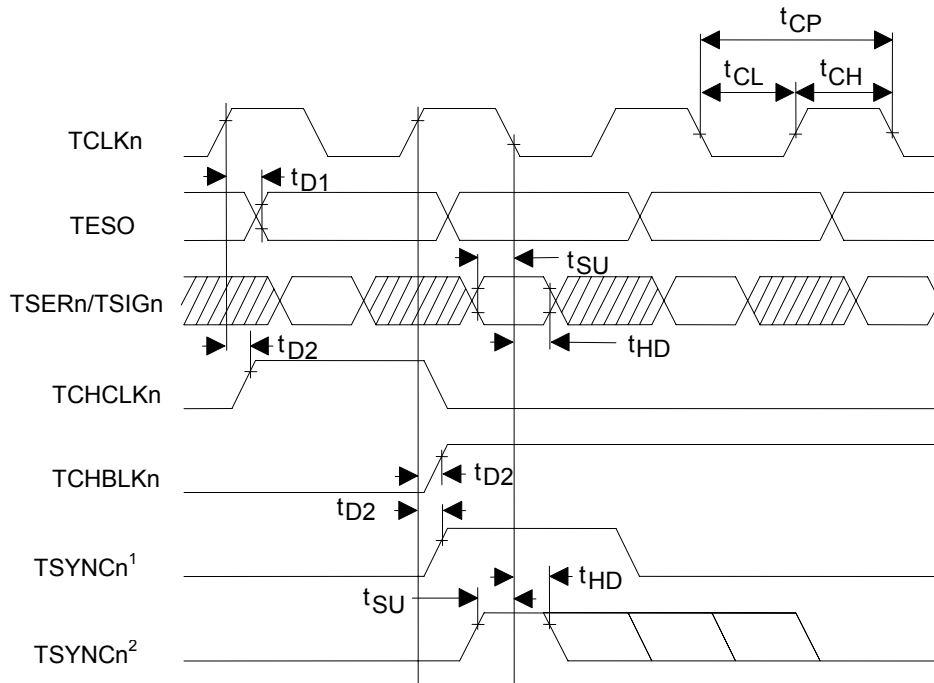 tCP
tCL tCH
TCLKn
tD1
TESO
tSU
TSERn/TSIGn
tD2 tHD
TCHCLKn
TCHBLKn tD2
tD2
TSYNCn¹
tHD
tSU
TSYNCn²